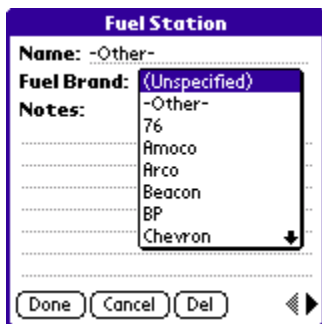 Fuel Station
Name: -Other-
Fuel Brand: (Unspecified)
Notes:
-Other-
76
Amoco
Arco
Beacon
BP
Chevron
Done Cancel Del